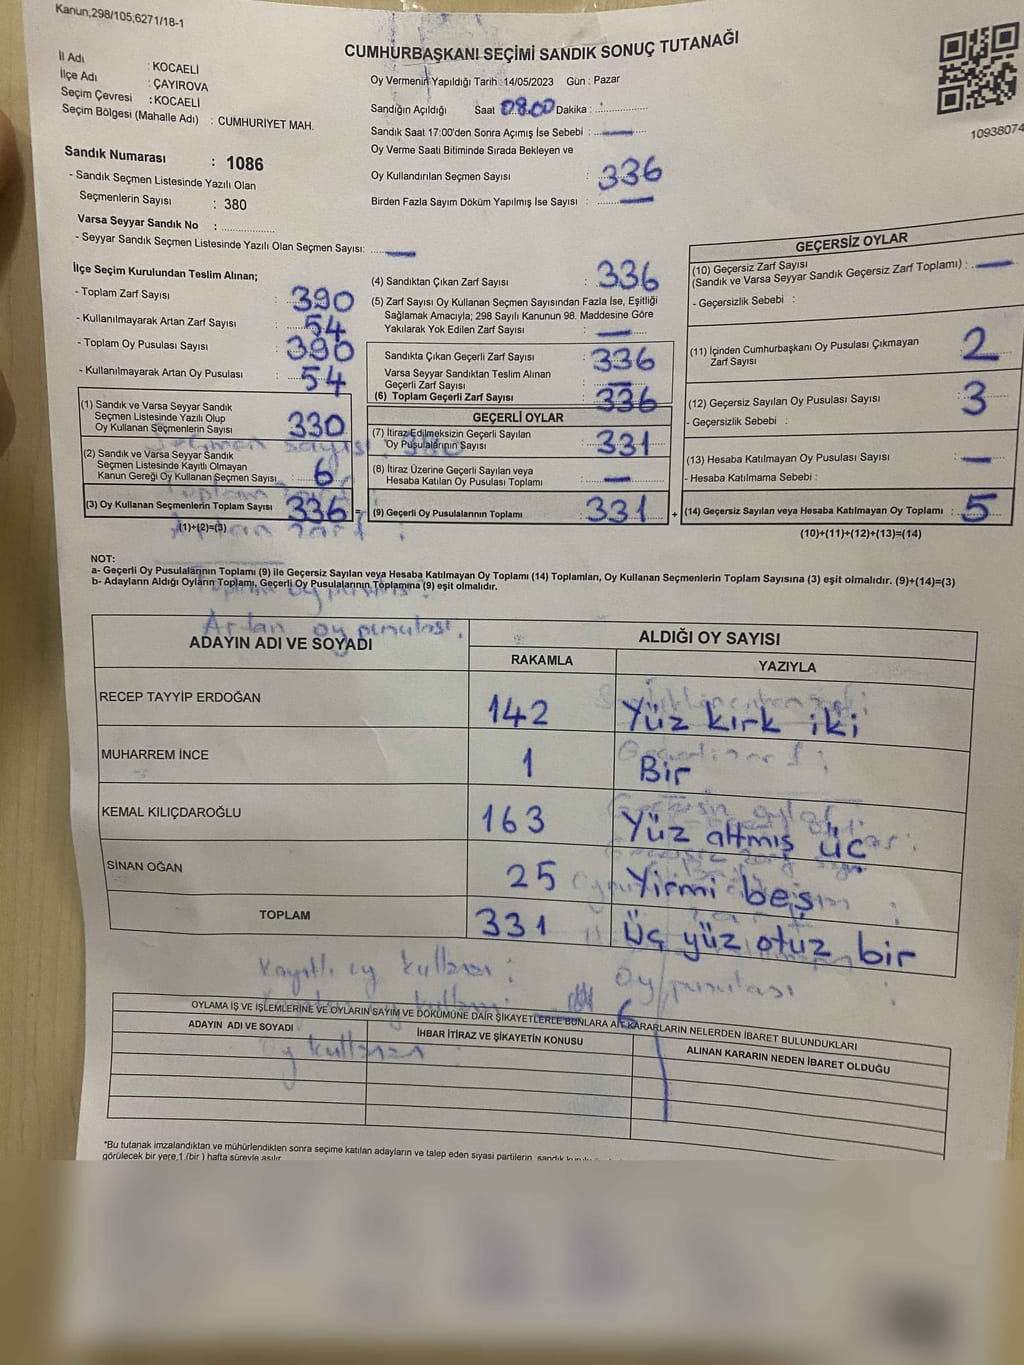 Kanun;298/105;6271/18-1
CUMHURBAŞKANI SEÇİMİ SANDIK SONUÇ TUTANAĞI
İl Adı : KOCAELİ
İlçe Adı : ÇAYIROVA
Seçim Çevresi : KOCAELİ
Seçim Bölgesi (Mahalle Adı) : CUMHURİYET MAH.
Sandık Numarası : 1086
- Sandık Seçmen Listesinde Yazılı Olan
Seçmenlerin Sayısı : 380
Varsa Seyyar Sandık No :
- Seyyar Sandık Seçmen Listesinde Yazılı Olan Seçmen Sayısı: —
Oy Vermenin Yapıldığı Tarih : 14/05/2023 Gün : Pazar
Sandığın Açıldığı Saat 08.00 Dakika :
Sandık Saat 17:00'den Sonra Açımış İse Sebebi : —
Oy Verme Saati Bitiminde Sırada Bekleyen ve
Oy Kullandırılan Seçmen Sayısı : 336
Birden Fazla Sayım Döküm Yapılmış İse Sayısı : —
10938074
İlçe Seçim Kurulundan Teslim Alınan;
- Toplam Zarf Sayısı : 390
- Kullanılmayarak Artan Zarf Sayısı : 54
- Toplam Oy Pusulası Sayısı : 390
- Kullanılmayarak Artan Oy Pusulası : 54
(1) Sandık ve Varsa Seyyar Sandık
Seçmen Listesinde Yazılı Olup
Oy Kullanan Seçmenlerin Sayısı 330
(2) Sandık ve Varsa Seyyar Sandık
Seçmen Listesinde Kayıtlı Olmayan
Kanun Gereği Oy Kullanan Seçmen Sayısı 6
(3) Oy Kullanan Seçmenlerin Toplam Sayısı 336 =
(1)+(2)=(3)
(4) Sandıktan Çıkan Zarf Sayısı : 336
(5) Zarf Sayısı Oy Kullanan Seçmen Sayısından Fazla İse, Eşitliği
Sağlamak Amacıyla; 298 Sayılı Kanunun 98. Maddesine Göre
Yakılarak Yok Edilen Zarf Sayısı : —
Sandıkta Çıkan Geçerli Zarf Sayısı : 336
Varsa Seyyar Sandıktan Teslim Alınan
Geçerli Zarf Sayısı : —
(6) Toplam Geçerli Zarf Sayısı : 336
GEÇERLİ OYLAR
(7) İtiraz Edilmeksizin Geçerli Sayılan
Oy Pusulalarının Sayısı : 331
(8) İtiraz Üzerine Geçerli Sayılan veya
Hesaba Katılan Oy Pusulası Toplamı : —
(9) Geçerli Oy Pusulalarının Toplamı : 331 +
GEÇERSİZ OYLAR
(10) Geçersiz Zarf Sayısı
(Sandık ve Varsa Seyyar Sandık Geçersiz Zarf Toplamı) : —
- Geçersizlik Sebebi :
(11) İçinden Cumhurbaşkanı Oy Pusulası Çıkmayan
Zarf Sayısı : 2
(12) Geçersiz Sayılan Oy Pusulası Sayısı : 3
- Geçersizlik Sebebi :
(13) Hesaba Katılmayan Oy Pusulası Sayısı : —
- Hesaba Katılmama Sebebi :
(14) Geçersiz Sayılan veya Hesaba Katılmayan Oy Toplamı : 5
(10)+(11)+(12)+(13)=(14)
NOT:
a- Geçerli Oy Pusulalarının Toplamı (9) ile Geçersiz Sayılan veya Hesaba Katılmayan Oy Toplamı (14) Toplamları, Oy Kullanan Seçmenlerin Toplam Sayısına (3) eşit olmalıdır. (9)+(14)=(3)
b- Adayların Aldığı Oyların Toplamı, Geçerli Oy Pusulalarının Toplamına (9) eşit olmalıdır.
Artan oy pusulası.
ADAYIN ADI VE SOYADI ALDIĞI OY SAYISI
RAKAMLA YAZIYLA
RECEP TAYYİP ERDOĞAN 142 Yüz kırk iki
MUHARREM İNCE 1 Bir
KEMAL KILIÇDAROĞLU 163 Yüz altmış üç
SİNAN OĞAN 25 Yirmi beş
TOPLAM 331 Üç yüz otuz bir
Kayıtlı oy kullanan : Oy pusulası :
OYLAMA İŞ VE İŞLEMLERİNE VE OYLARIN SAYIM VE DÖKÜMÜNE DAİR ŞİKAYETLERLE BUNLARA AİT KARARLARIN NELERDEN İBARET BULUNDUKLARI
ADAYIN ADI VE SOYADI İHBAR İTİRAZ VE ŞİKAYETİN KONUSU ALINAN KARARIN NEDEN İBARET OLDUĞU
Oy kullanan
*Bu tutanak imzalandıktan ve mühürlendikten sonra seçime katılan adayların ve talep eden siyasi partilerin, sandık
görülecek bir yere 1 (bir) hafta süreyle asılır.